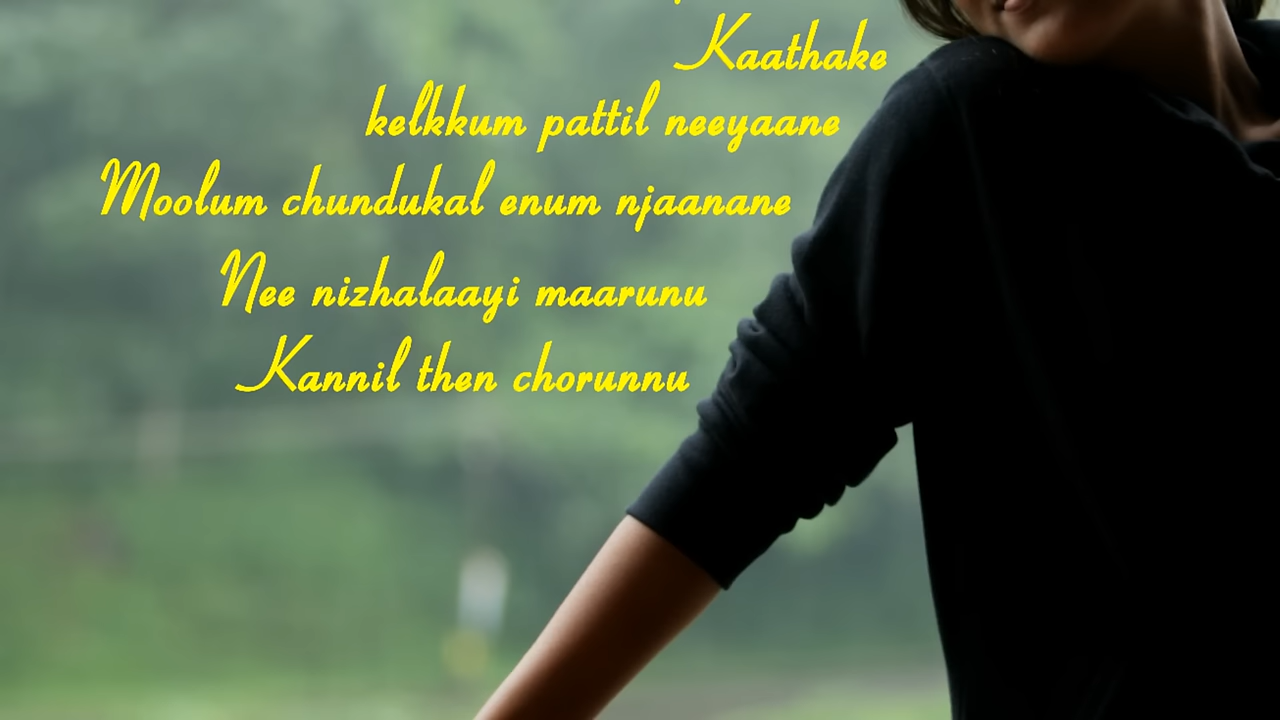 Kaathake
kelkkum pattil neeyaane
Moolum chundukal enum njaanane
Nee nizhalaayi maarunu
Kannil then chorunnu